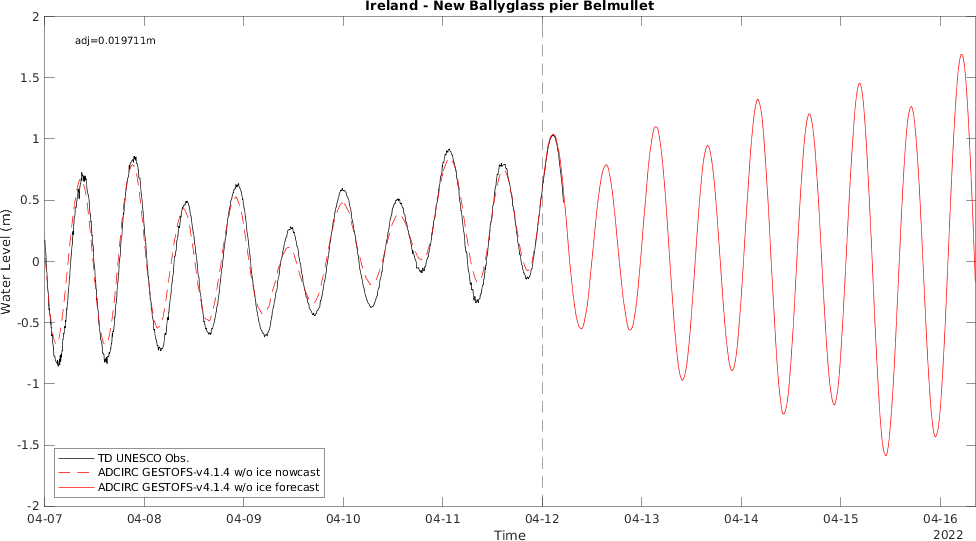 Ireland - New Ballyglass pier Belmullet
adj=0.019711m
Water Level (m)
2
1.5
1
0.5
0
-0.5
-1
-1.5
-2
TD UNESCO Obs.
ADCIRC GESTOFS-v4.1.4 w/o ice nowcast
ADCIRC GESTOFS-v4.1.4 w/o ice forecast
04-07 04-08 04-09 04-10 04-11 04-12 04-13 04-14 04-15 04-16
Time
2022